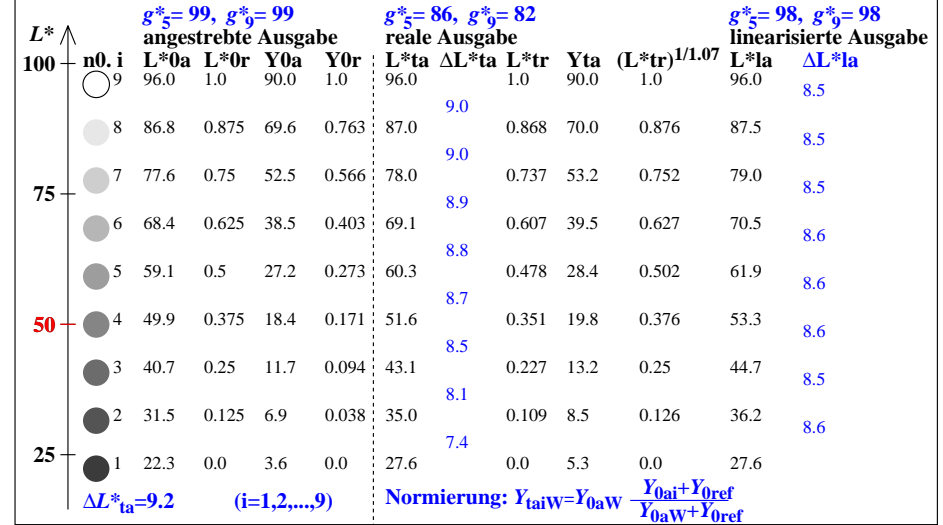 g*5= 99, g*9= 99 g*5= 86, g*9= 82 g*5= 98, g*9= 98
L* angestrebte Ausgabe reale Ausgabe linearisierte Ausgabe
100 n0. i L*0a L*0r Y0a Y0r L*ta ΔL*ta L*tr Yta (L*tr)1/1.07 L*la ΔL*la
9 96.0 1.0 90.0 1.0 96.0 1.0 90.0 1.0 96.0
9.0 8.5
8 86.8 0.875 69.6 0.763 87.0 0.868 70.0 0.876 87.5
9.0 8.5
7 77.6 0.75 52.5 0.566 78.0 0.737 53.2 0.752 79.0
75 8.9 8.5
6 68.4 0.625 38.5 0.403 69.1 0.607 39.5 0.627 70.5
8.8 8.6
5 59.1 0.5 27.2 0.273 60.3 0.478 28.4 0.502 61.9
8.7 8.6
50 4 49.9 0.375 18.4 0.171 51.6 0.351 19.8 0.376 53.3
8.5 8.6
3 40.7 0.25 11.7 0.094 43.1 0.227 13.2 0.25 44.7
8.1 8.5
2 31.5 0.125 6.9 0.038 35.0 0.109 8.5 0.126 36.2
7.4 8.6
25 1 22.3 0.0 3.6 0.0 27.6 0.0 5.3 0.0 27.6
ΔL*ta=9.2 (i=1,2,...,9) Normierung: YtaiW=Y0aW Y0ai+Y0ref
Y0aW+Y0ref